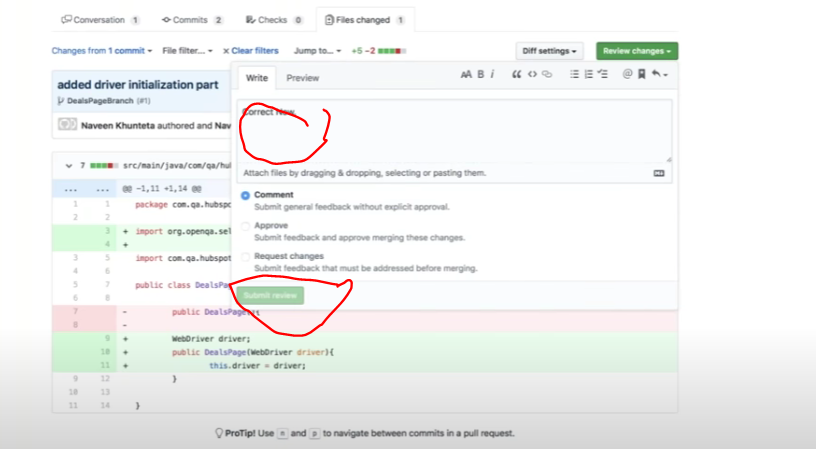 Conversation 1 Commits 2 Checks 0 Files changed 1
Changes from 1 commit File filter... × Clear filters Jump to... +5 −2 Diff settings Review changes
added driver initialization part
DealsPageBranch (#1)
Naveen Khunteta authored and Nav
Write Preview
AA B i “ <> @
Correct Now
Attach files by dragging & dropping, selecting or pasting them.
Comment
Submit general feedback without explicit approval.
Approve
Submit feedback and approve merging these changes.
Request changes
Submit feedback that must be addressed before merging.
Submit review
7 src/main/java/com/qa/hu
... ... @@ -1,11 +1,14 @@
1 1 package com.qa.hubspo
2 2
3 + import org.openqa.sel
4 +
3 5 import com.qa.hubspot
4 6
5 7 public class DealsPa
6 8
7 - public DealsPage(){
8 -
9 + WebDriver driver;
10 + public DealsPage(WebDriver driver){
11 + this.driver = driver;
9 12 }
10 13
11 14 }
ProTip! Use n and p to navigate between commits in a pull request.